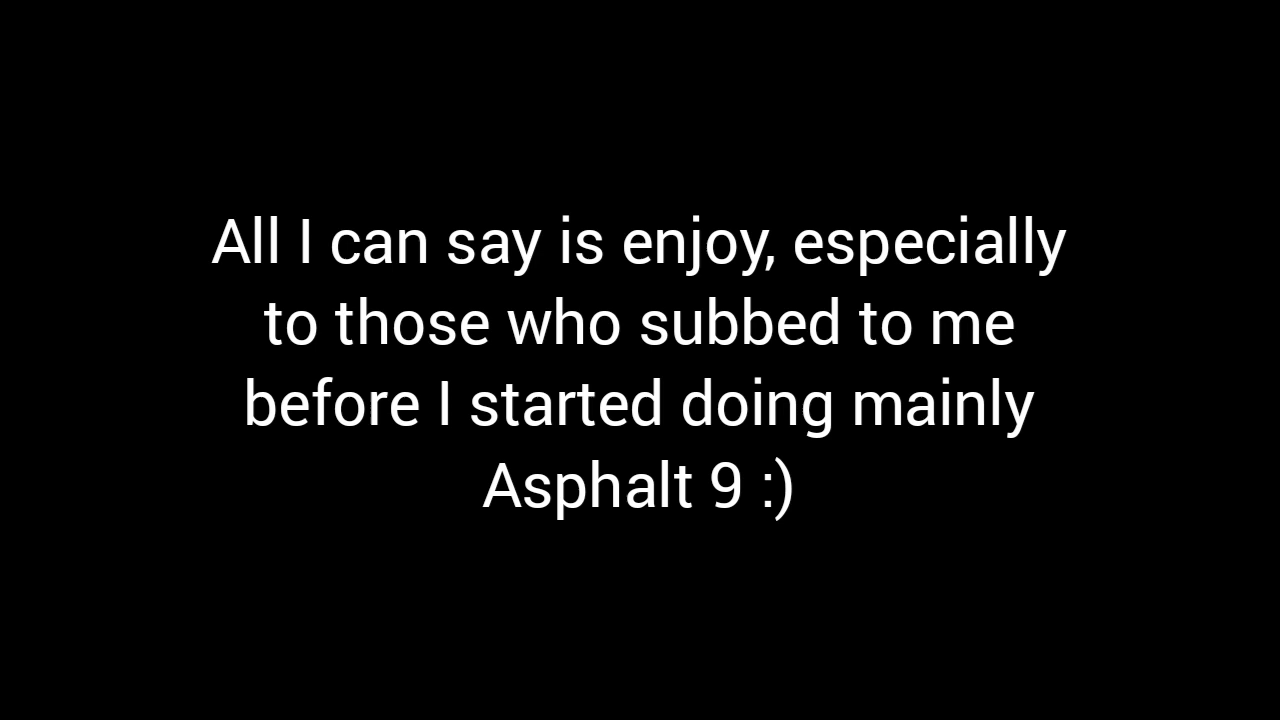 All I can say is enjoy, especially
to those who subbed to me
before I started doing mainly
Asphalt 9 :)